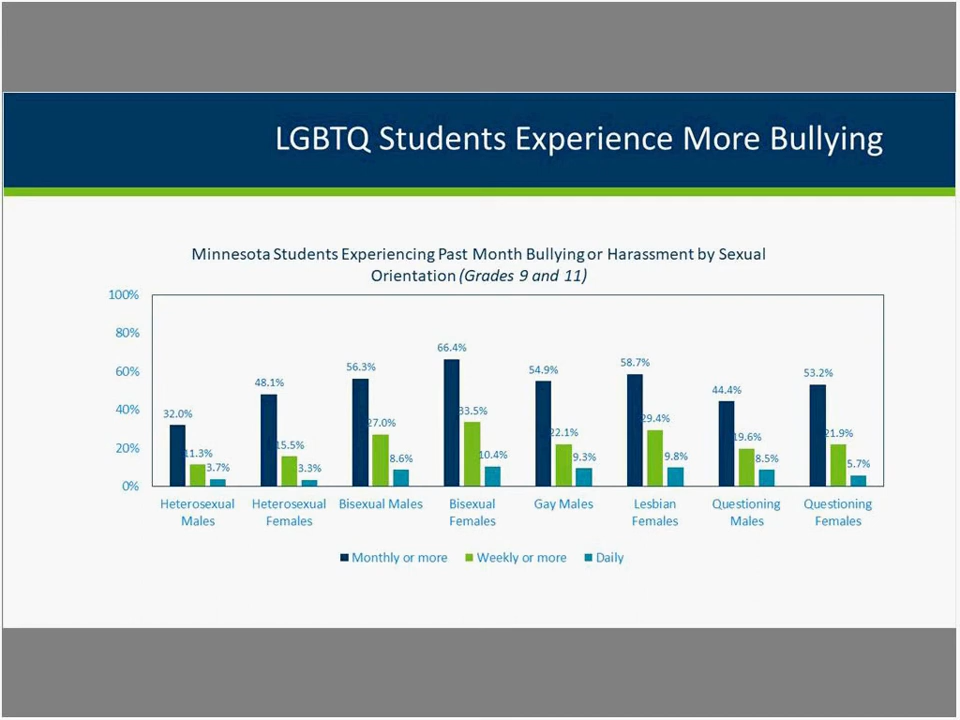 LGBTQ Students Experience More Bullying
Minnesota Students Experiencing Past Month Bullying or Harassment by Sexual
Orientation (Grades 9 and 11)
100%
80%
60%
40%
20%
0%
32.0%
11.3%
3.7%
48.1%
15.5%
3.3%
56.3%
27.0%
8.6%
66.4%
33.5%
10.4%
54.9%
22.1%
9.3%
58.7%
29.4%
9.8%
44.4%
19.6%
8.5%
53.2%
21.9%
5.7%
Heterosexual
Males
Heterosexual
Females
Bisexual Males
Bisexual
Females
Gay Males
Lesbian
Females
Questioning
Males
Questioning
Females
Monthly or more
Weekly or more
Daily